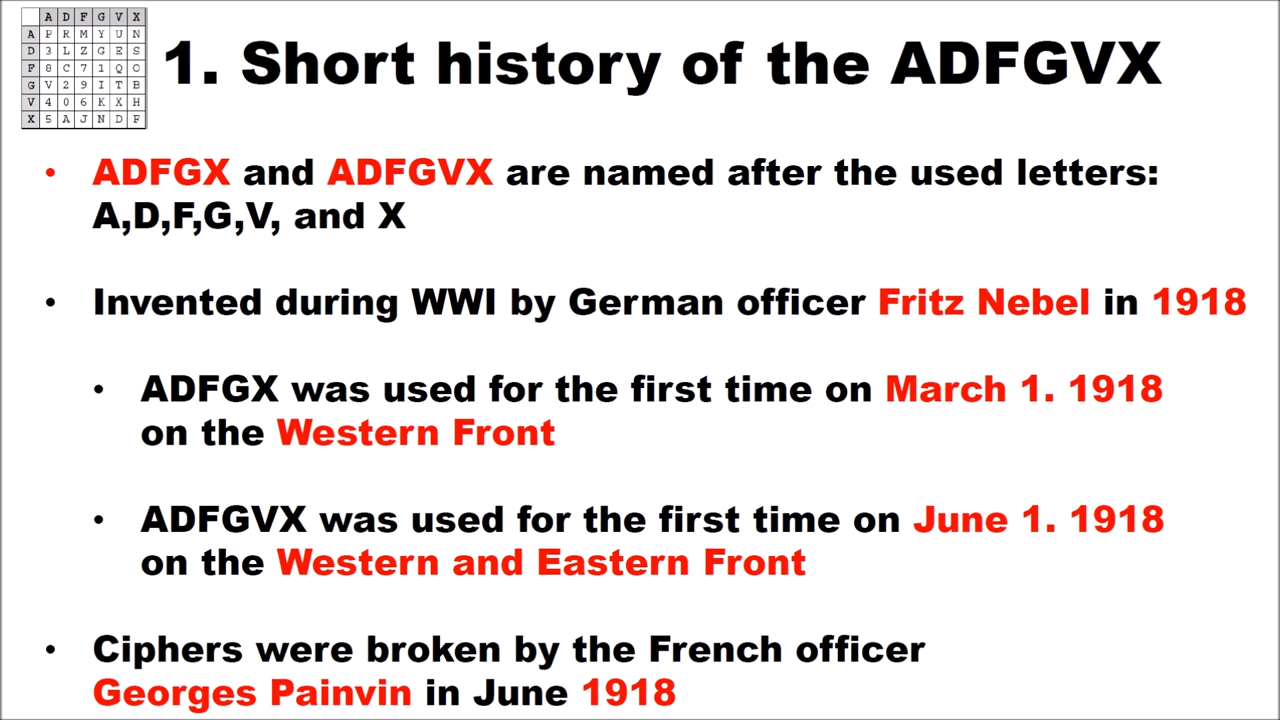 A D F G V X
A P R M Y U N
D 3 L Z G E S
F 8 C 7 1 Q O
G V 2 9 I T B
V 4 0 6 K X H
X 5 A J N D F
1. Short history of the ADFGVX
• ADFGX and ADFGVX are named after the used letters:
A,D,F,G,V, and X
• Invented during WWI by German officer Fritz Nebel in 1918
• ADFGX was used for the first time on March 1. 1918
on the Western Front
• ADFGVX was used for the first time on June 1. 1918
on the Western and Eastern Front
• Ciphers were broken by the French officer
Georges Painvin in June 1918